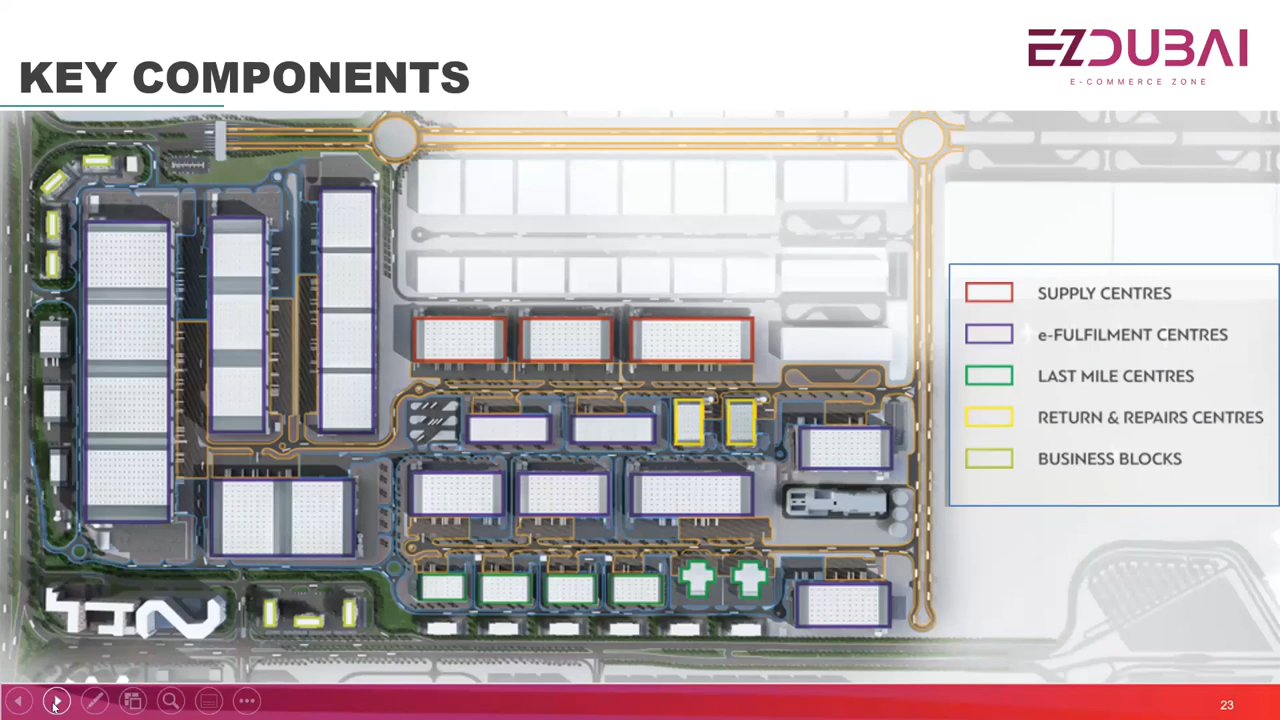 KEY COMPONENTS
EZDUBAI
E-COMMERCE ZONE
SUPPLY CENTRES
e-FULFILMENT CENTRES
LAST MILE CENTRES
RETURN & REPAIRS CENTRES
BUSINESS BLOCKS
23